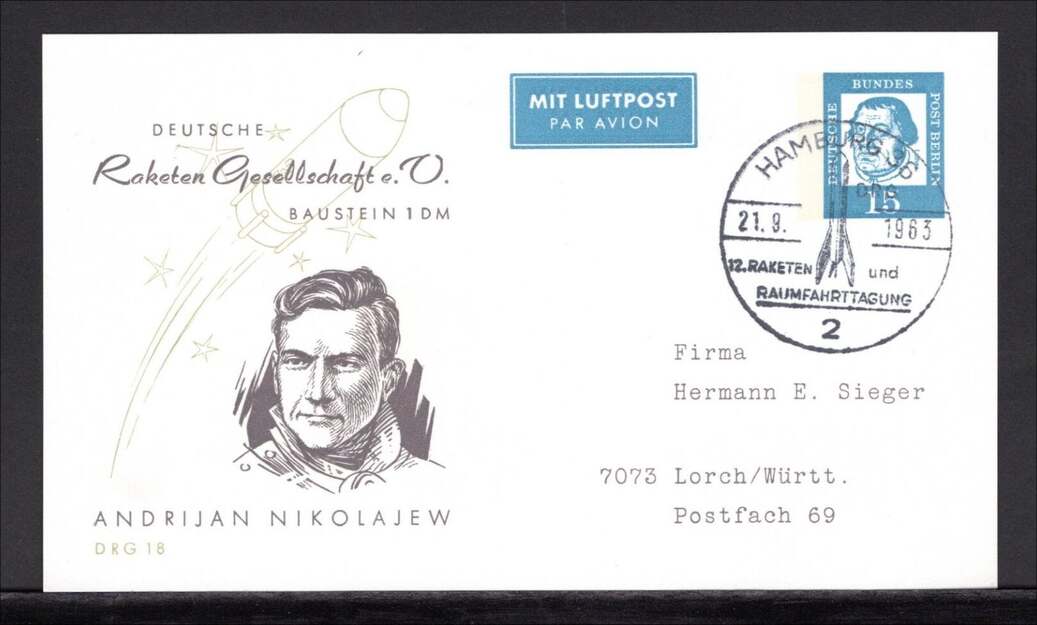 DEUTSCHE
Raketen Gesellschaft e. V.
BAUSTEIN 1 DM
MIT LUFTPOST
PAR AVION
BUNDES
POST BERLIN
DEUTSCHE
15
HAMBURG 36
21.9.
1963
12. RAKETEN und
RAUMFAHRTTAGUNG
2
Firma
Hermann E. Sieger
7073 Lorch/Württ.
Postfach 69
ANDRIJAN NIKOLAJEW
DRG 18